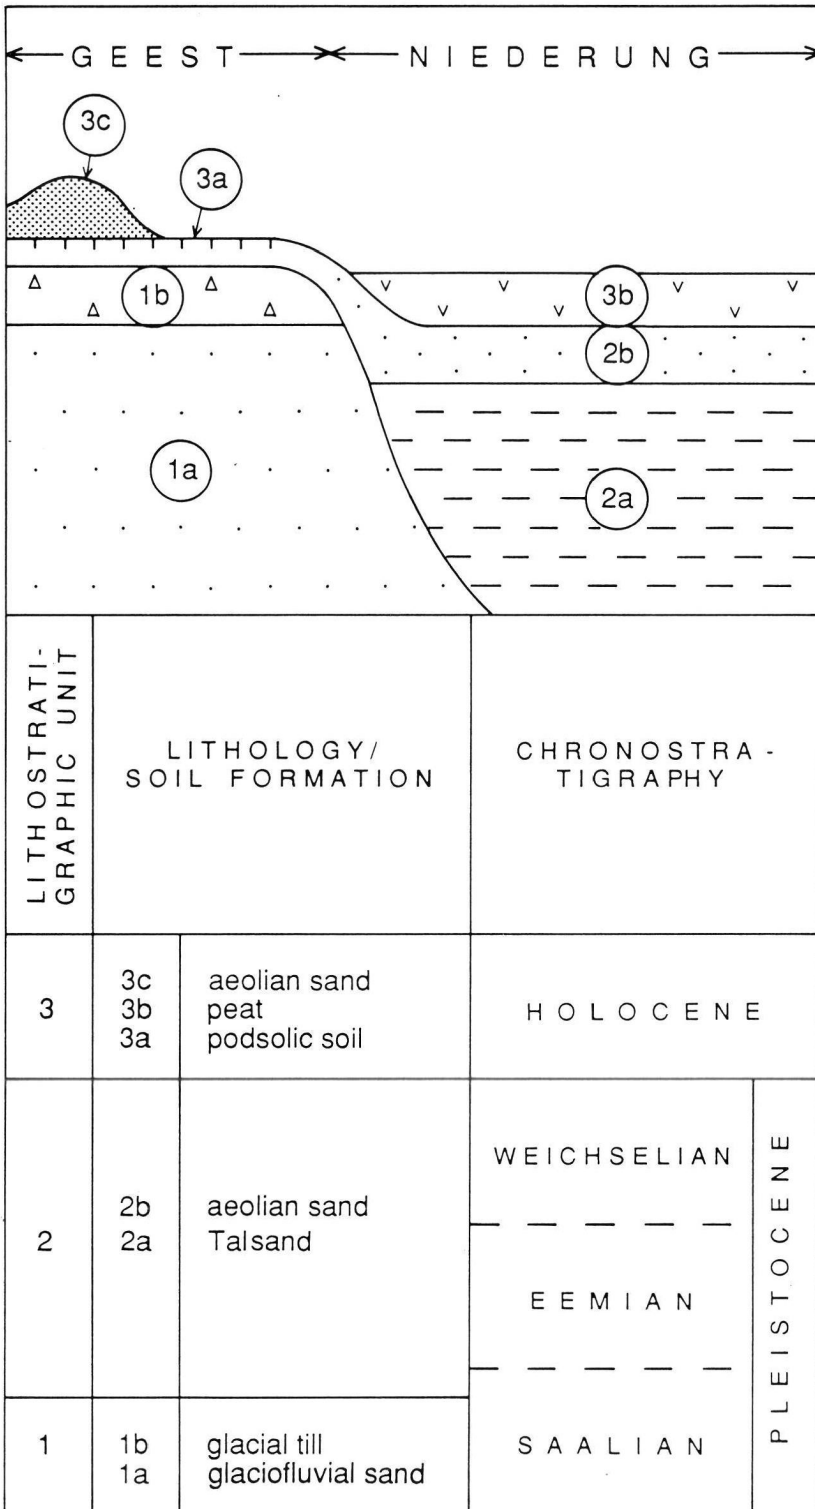 GEEST NIEDERUNG
3c
3a
1b
3b
2b
1a
2a
LITHOSTRATI-
GRAPHIC UNIT
LITHOLOGY/
SOIL FORMATION
CHRONOSTRA-
TIGRAPHY
3
3c aeolian sand
3b peat
3a podsolic soil
HOLOCENE
2
2b aeolian sand
2a Talsand
WEICHSELIAN
EEMIAN
PLEISTOCENE
1
1b glacial till
1a glaciofluvial sand
SAALIAN